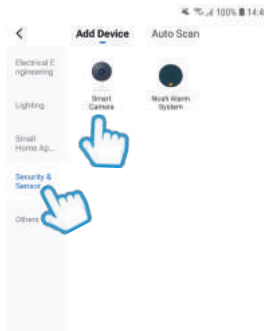 100% 14:4
Add Device Auto Scan
Electrical E
ngineering
Smart
Camera
Noah Alarm
System
Lighting
Small
Home Ap...
Security &
Sensor
Others